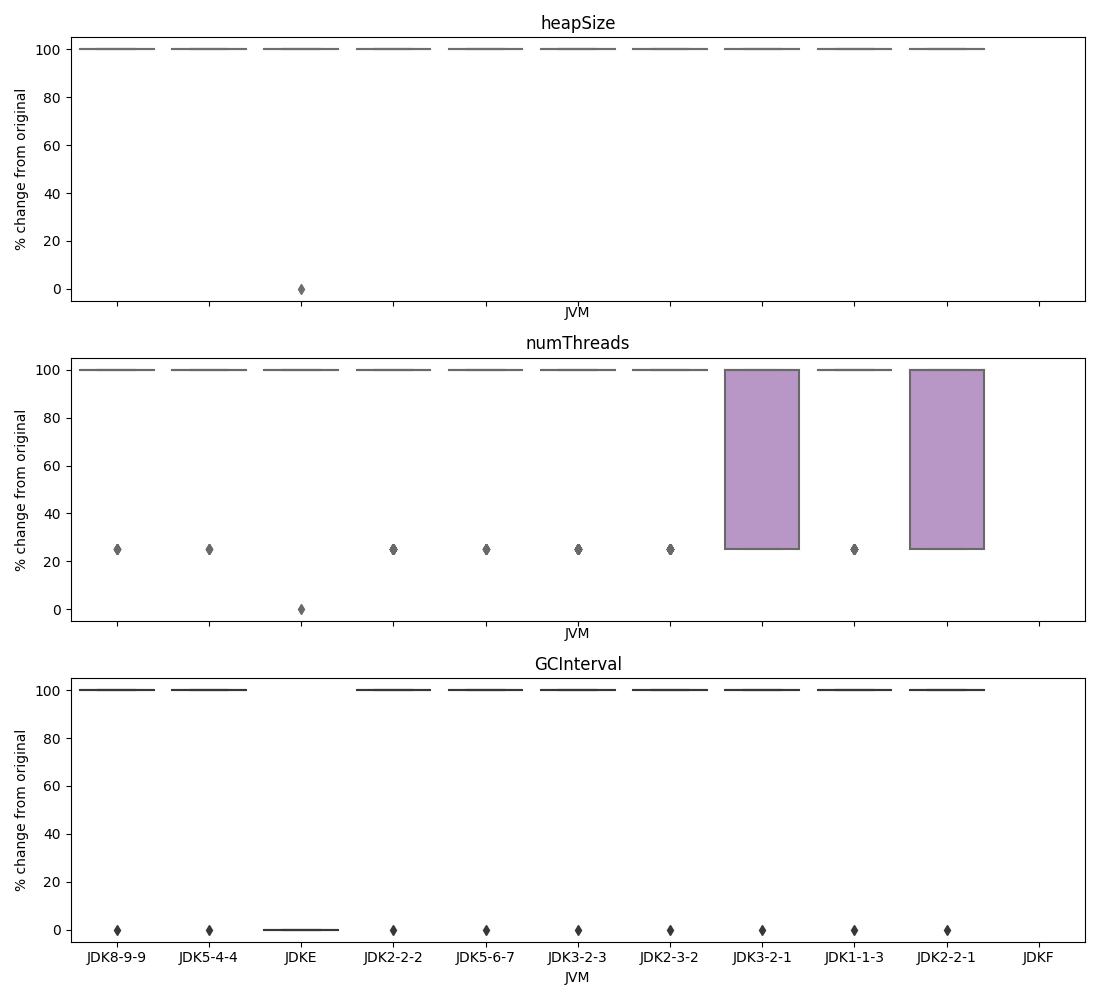 heapSize
% change from original
100
80
60
40
20
0
JVM
numThreads
% change from original
100
80
60
40
20
0
JVM
GCInterval
% change from original
100
80
60
40
20
0
JDK8-9-9 JDK5-4-4 JDKE JDK2-2-2 JDK5-6-7 JDK3-2-3 JDK2-3-2 JDK3-2-1 JDK1-1-3 JDK2-2-1 JDKF
JVM